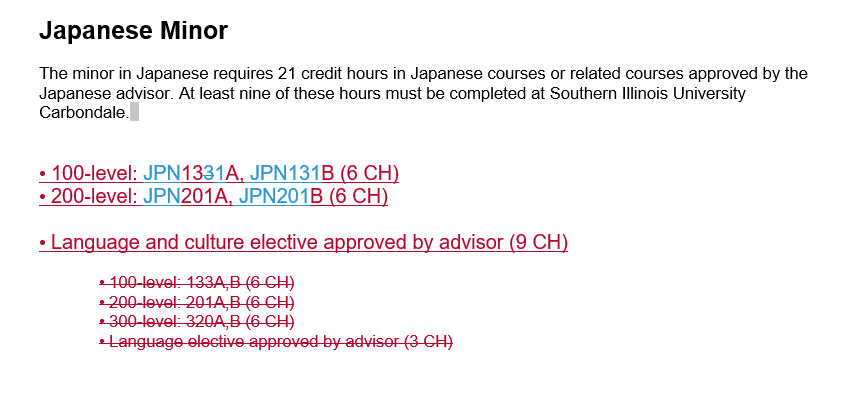 Japanese Minor
The minor in Japanese requires 21 credit hours in Japanese courses or related courses approved by the
Japanese advisor. At least nine of these hours must be completed at Southern Illinois University
Carbondale.
• 100-level: JPN1331A, JPN131B (6 CH)
• 200-level: JPN201A, JPN201B (6 CH)
• Language and culture elective approved by advisor (9 CH)
• 100-level: 133A,B (6 CH)
• 200-level: 201A,B (6 CH)
• 300-level: 320A,B (6 CH)
• Language elective approved by advisor (3 CH)